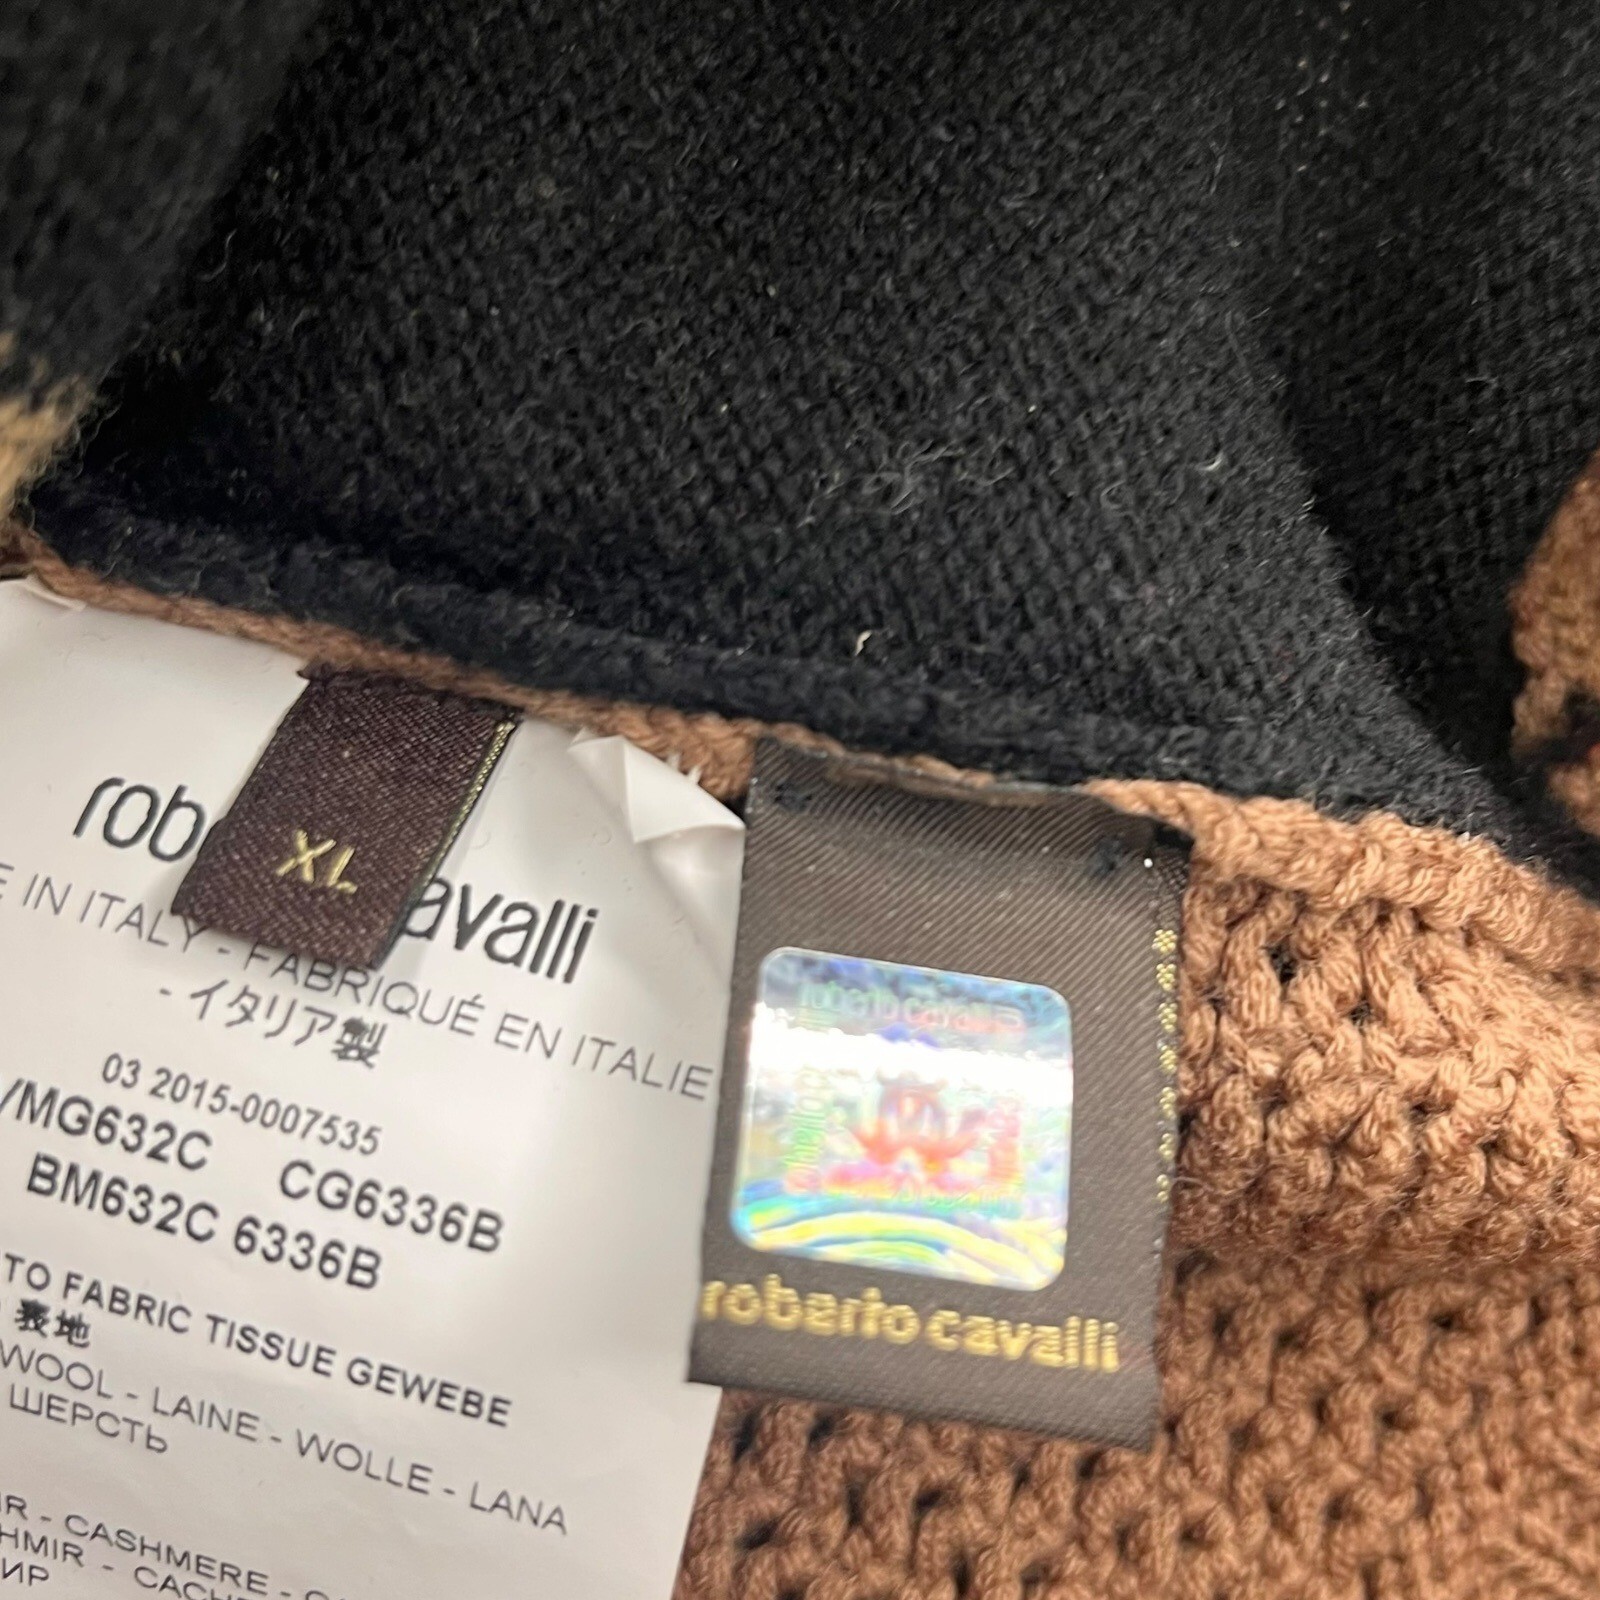 XL
rob avalli
IN ITALY - FABRIQUÉ EN ITALIE
- イタリア製
03 2015-0007535
/MG632C CG6336B
BM632C 6336B
TO FABRIC TISSUE GEWEBE
表地
WOOL - LAINE - WOLLE - LANA
ШЕРСТЬ
- CASHMERE -
roberto cavalli
roberto cavalli